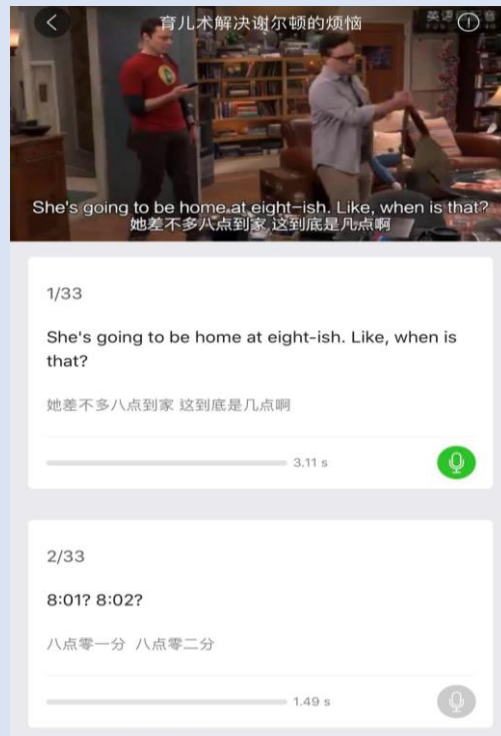 育儿术解决谢尔顿的烦恼
She's going to be home at eight-ish. Like, when is that?
她差不多八点到家 这到底是几点啊
1/33
She's going to be home at eight-ish. Like, when is
that?
她差不多八点到家 这到底是几点啊
3.11 s
2/33
8:01? 8:02?
八点零一分 八点零二分
1.49 s